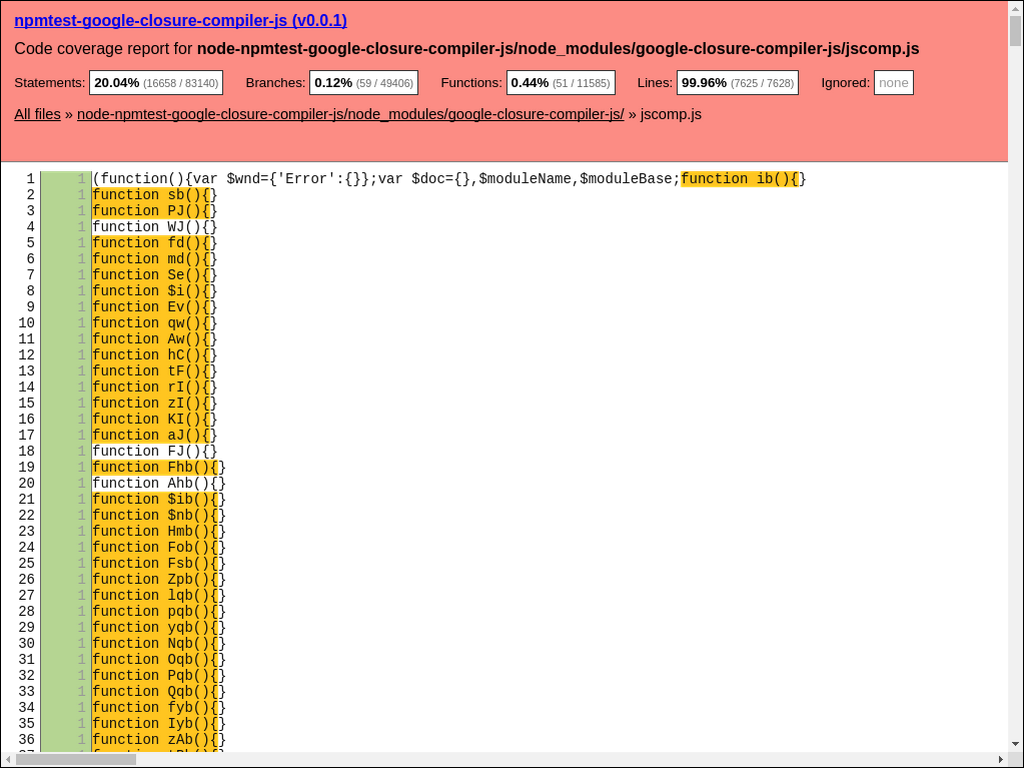 npmtest-google-closure-compiler-js (v0.0.1)
Code coverage report for node-npmtest-google-closure-compiler-js/node_modules/google-closure-compiler-js/jscomp.js
Statements: 20.04% (16658 / 83140) Branches: 0.12% (59 / 49406) Functions: 0.44% (51 / 11585) Lines: 99.96% (7625 / 7628) Ignored: none
All files » node-npmtest-google-closure-compiler-js/node_modules/google-closure-compiler-js/ » jscomp.js
1 1 (function(){var $wnd={'Error':{}};var $doc={},$moduleName,$moduleBase;function ib(){}
2 1 function sb(){}
3 1 function PJ(){}
4 1 function WJ(){}
5 1 function fd(){}
6 1 function md(){}
7 1 function Se(){}
8 1 function $i(){}
9 1 function Ev(){}
10 1 function qw(){}
11 1 function Aw(){}
12 1 function hC(){}
13 1 function tF(){}
14 1 function rI(){}
15 1 function zI(){}
16 1 function KI(){}
17 1 function aJ(){}
18 1 function FJ(){}
19 1 function Fhb(){}
20 1 function Ahb(){}
21 1 function $ib(){}
22 1 function $nb(){}
23 1 function Hmb(){}
24 1 function Fob(){}
25 1 function Fsb(){}
26 1 function Zpb(){}
27 1 function lqb(){}
28 1 function pqb(){}
29 1 function yqb(){}
30 1 function Nqb(){}
31 1 function Oqb(){}
32 1 function Pqb(){}
33 1 function Qqb(){}
34 1 function fyb(){}
35 1 function Iyb(){}
36 1 function zAb(){}